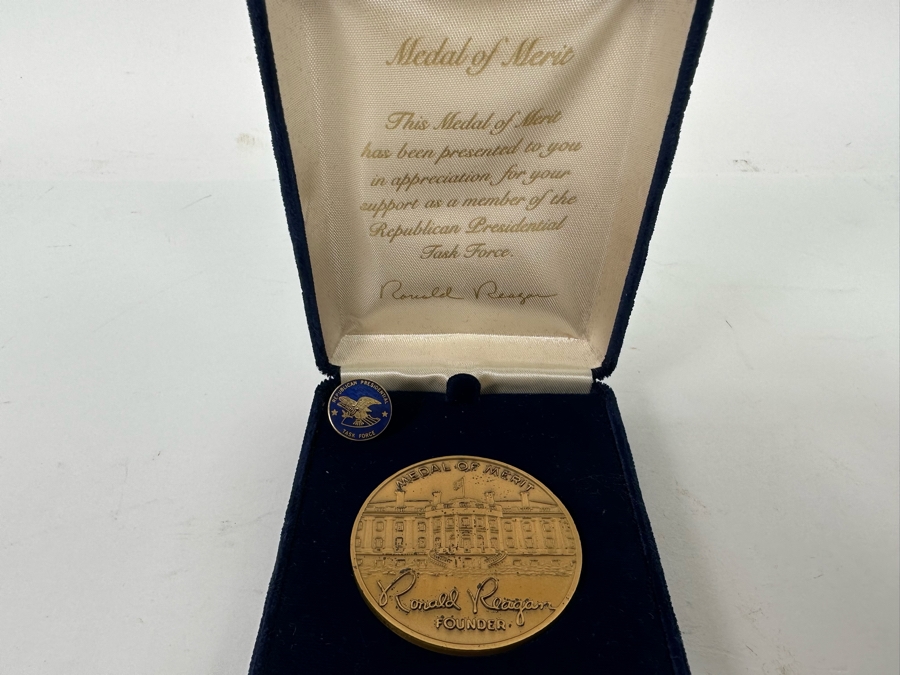 Medal of Merit
This Medal of Merit
has been presented to you
in appreciation for your
support as a member of the
Republican Presidential
Task Force.
Ronald Reagan
REPUBLICAN PRESIDENTIAL
TASK FORCE
MEDAL OF MERIT
Ronald Reagan
FOUNDER